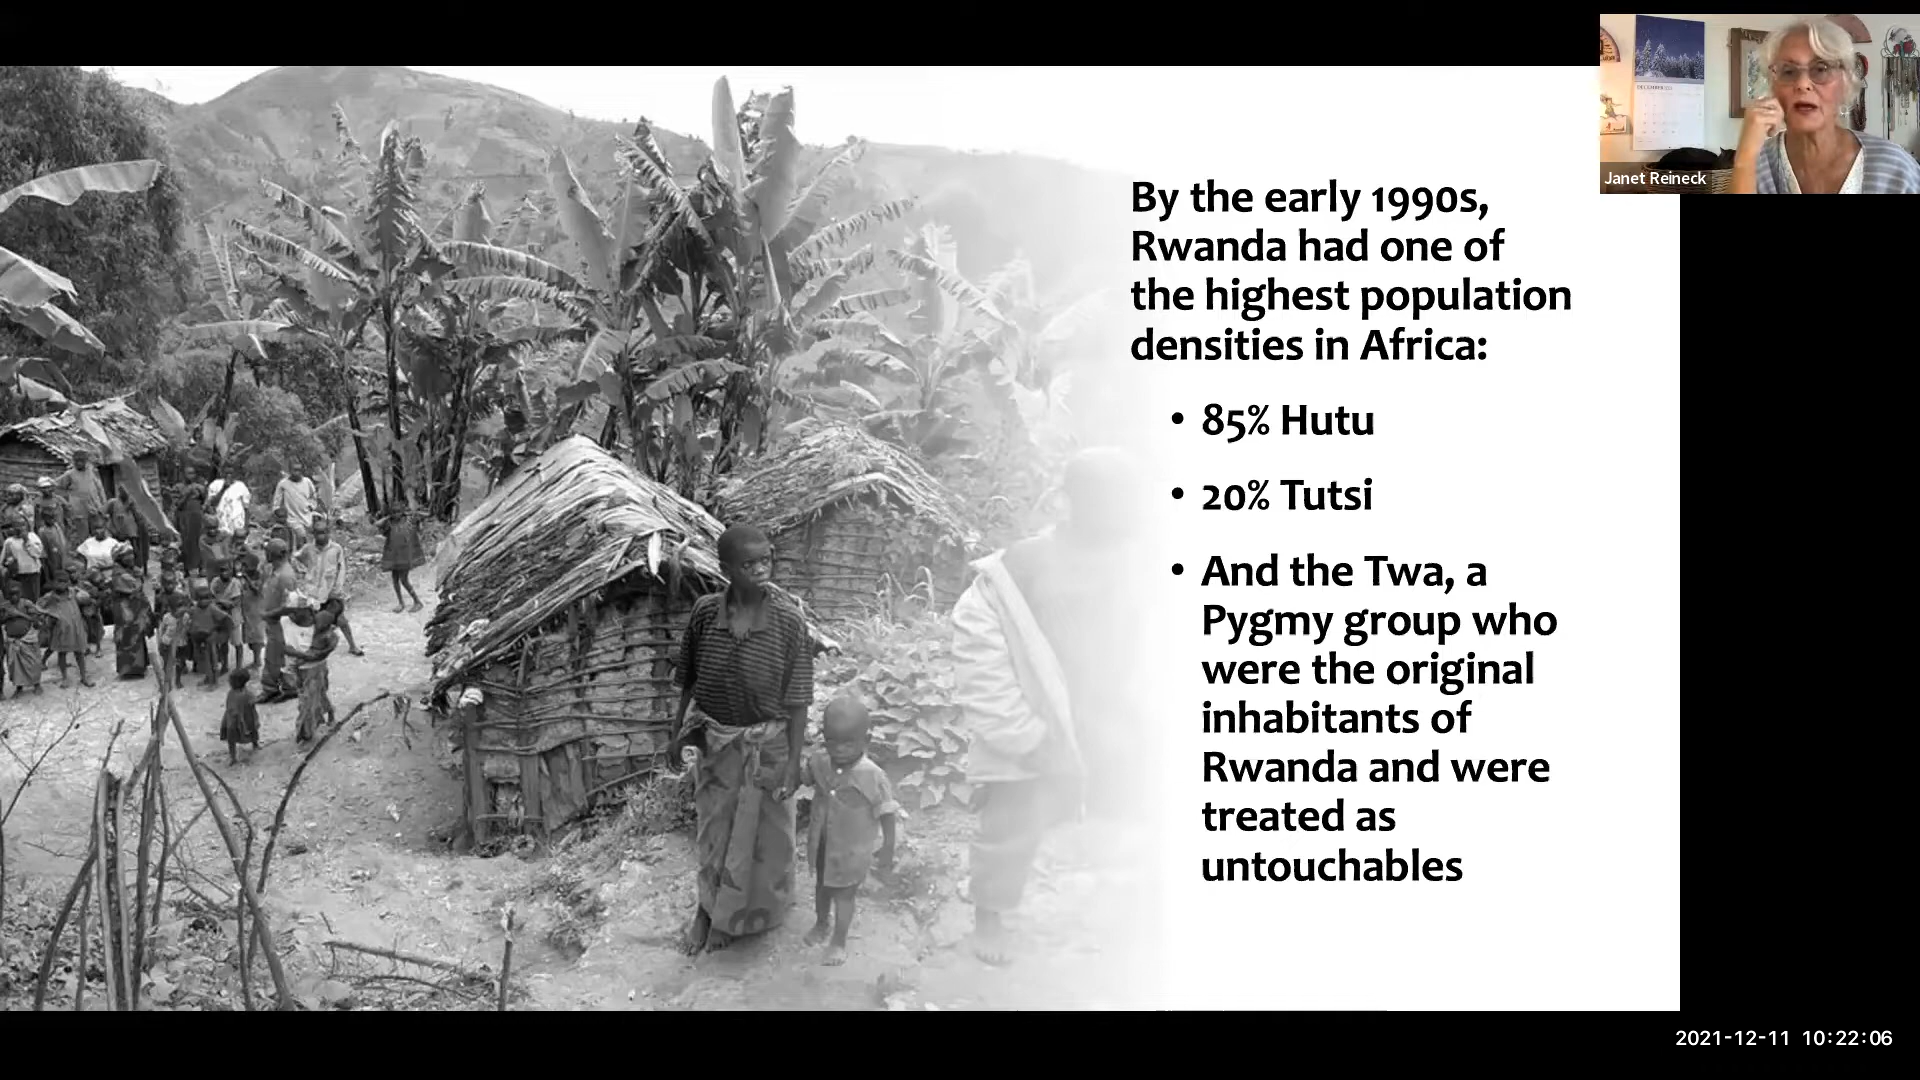 By the early 1990s,
Rwanda had one of
the highest population
densities in Africa:
• 85% Hutu
• 20% Tutsi
• And the Twa, a
Pygmy group who
were the original
inhabitants of
Rwanda and were
treated as
untouchables
DECEMBER
Janet Reineck
2021-12-11 10:22:06